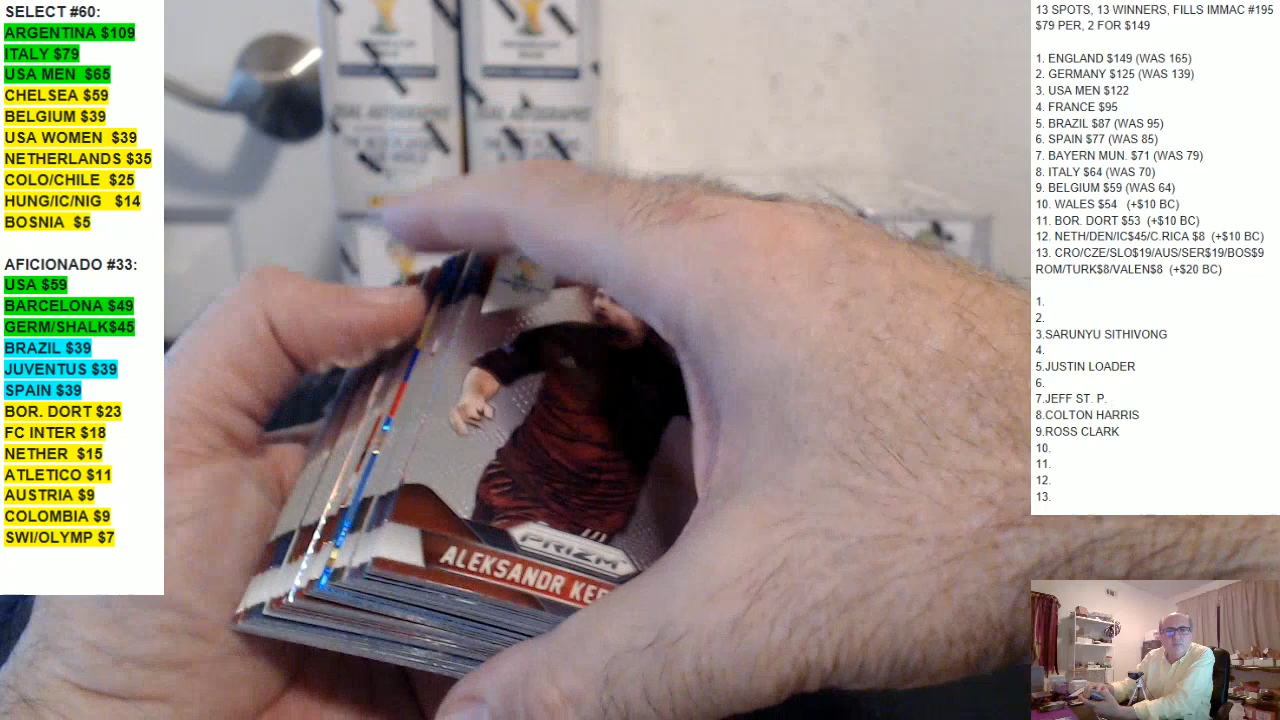 SELECT #60:
ARGENTINA $109
ITALY $79
USA MEN $65
CHELSEA $59
BELGIUM $39
USA WOMEN $39
NETHERLANDS $35
COLO/CHILE $25
HUNG/IC/NIG $14
BOSNIA $5
AFICIONADO #33:
USA $59
BARCELONA $49
GERM/SHALK$45
BRAZIL $39
JUVENTUS $39
SPAIN $39
BOR. DORT $23
FC INTER $18
NETHER $15
ATLETICO $11
AUSTRIA $9
COLOMBIA $9
SWI/OLYMP $7
PRIZM
ALEKSANDR
13 SPOTS, 13 WINNERS, FILLS IMMAC #195
$79 PER, 2 FOR $149
1. ENGLAND $149 (WAS 165)
2. GERMANY $125 (WAS 139)
3. USA MEN $122
4. FRANCE $95
5. BRAZIL $87 (WAS 95)
6. SPAIN $77 (WAS 85)
7. BAYERN MUN. $71 (WAS 79)
8. ITALY $64 (WAS 70)
9. BELGIUM $59 (WAS 64)
10. WALES $54 (+$10 BC)
11. BOR. DORT $53 (+$10 BC)
12. NETH/DEN/IC$45/C.RICA $8 (+$10 BC)
13. CRO/CZE/SLO$19/AUS/SER$19/BOS$9
ROM/TURK$8/VALEN$8 (+$20 BC)
1.
2.
3.SARUNYU SITHIVONG
4.
5.JUSTIN LOADER
6.
7.JEFF ST. P.
8.COLTON HARRIS
9.ROSS CLARK
10.
11.
12.
13.